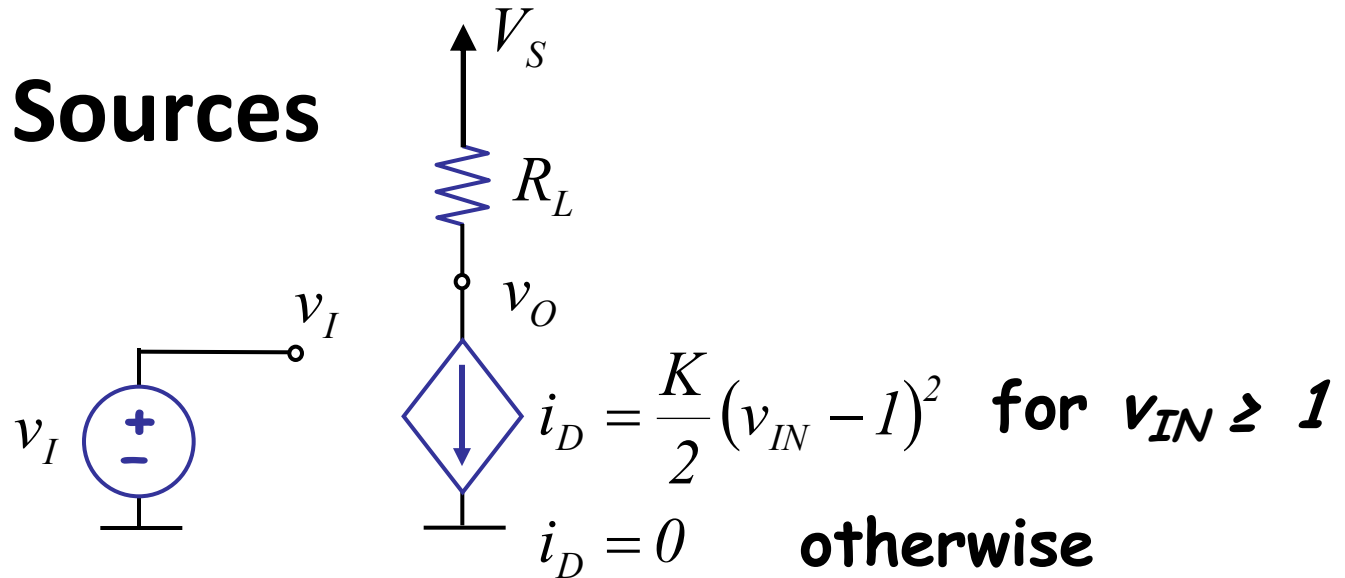 V_S
Sources
R_L
v_I
v_O
v_I
+
−
i_D = K/2 (v_IN − 1)² for v_IN ≥ 1
i_D = 0 otherwise